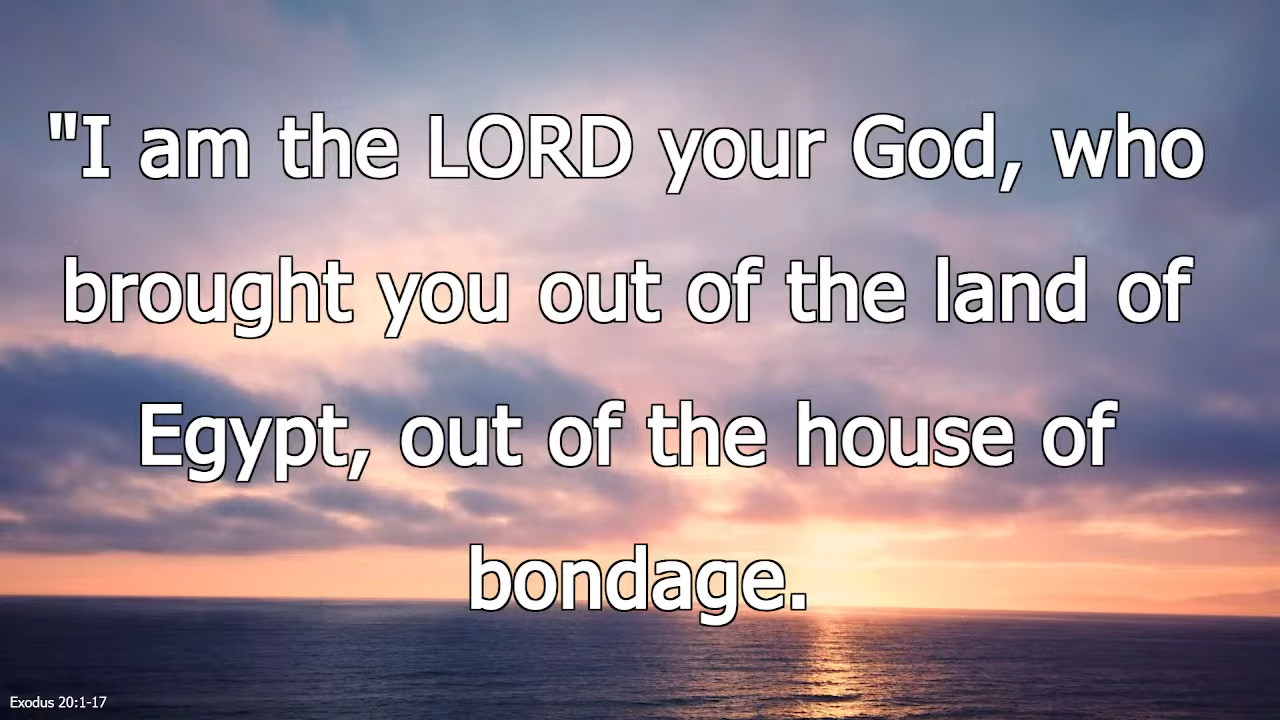 "I am the LORD your God, who
brought you out of the land of
Egypt, out of the house of
bondage.
Exodus 20:1-17